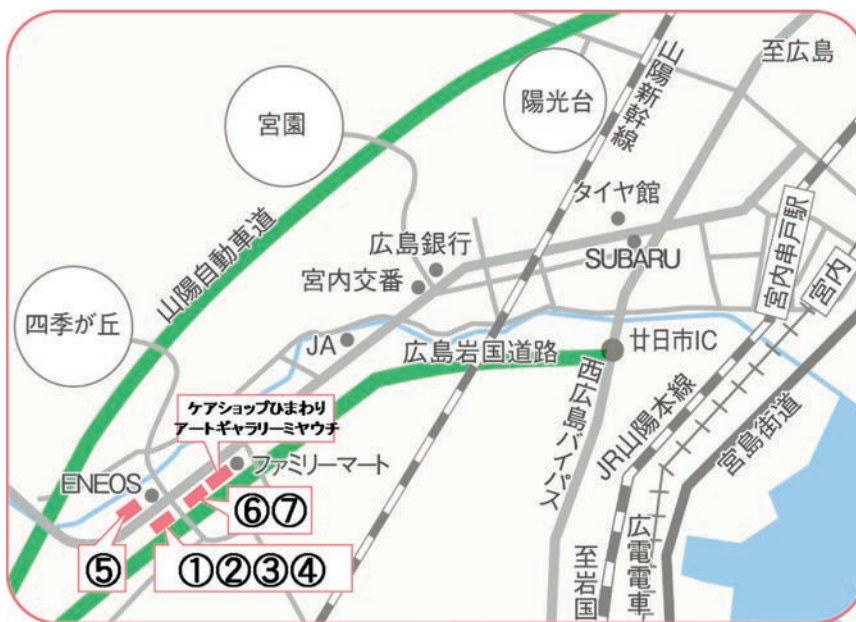 至広島
山陽新幹線
陽光台
宮園
タイヤ館
広島銀行
SUBARU
宮内串戸駅
宮内
宮内交番
山陽自動車道
四季が丘
JA
広島岩国道路
廿日市IC
西広島バイパス
JR山陽本線
宮島街道
ケアショップひまわり
アートギャラリーミヤウチ
ファミリーマート
ENEOS
⑥⑦
⑤
①②③④
至岩国
広電電車